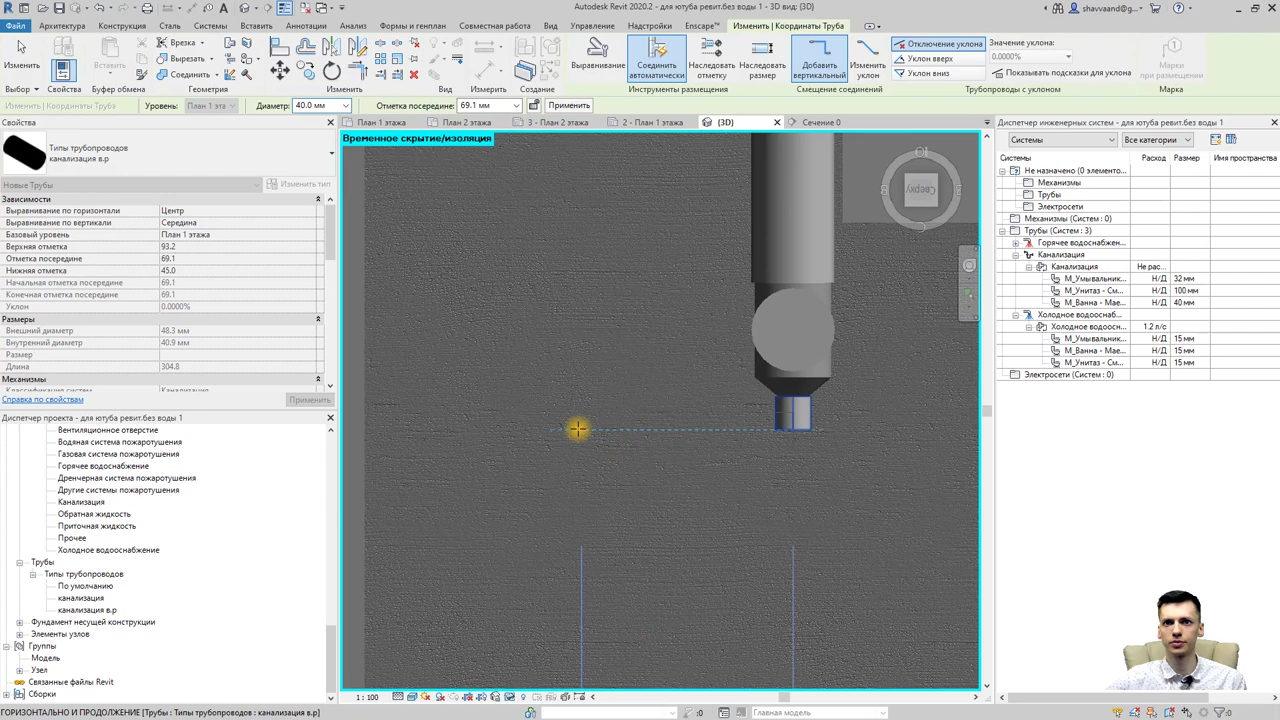 Autodesk Revit 2020.2 - для ютуба ревит.без воды 1 - 3D вид: {3D}
shavvaand@g...
Файл Архитектура Конструкция Сталь Системы Вставить Аннотации Анализ Формы и генплан Совместная работа Вид Управление Надстройки Enscape™ Изменить | Координаты Труба
Изменить
Свойства
Вставить
Врезка
Вырезать
Соединить
Выравнивание
Соединить автоматически
Наследовать отметку
Наследовать размер
Добавить вертикальный
Изменить уклон
Отключение уклона
Уклон вверх
Уклон вниз
Значение уклона:
0.0000%
Показывать подсказки для уклона
Марки при размещении
Выбор Свойства Буфер обмена Геометрия Изменить Вид Измерить Создание Инструменты размещения Смещение соединений Трубопроводы с уклоном Марка
Изменить | Координаты Труба Уровень: План 1 эта Диаметр: 40.0 мм Отметка посередине: 69.1 мм Применить
Свойства
Типы трубопроводов
канализация в.р
Новые Трубы Изменить тип
Зависимости
Выравнивание по горизонтали Центр
Выравнивание по вертикали Середина
Базовый уровень План 1 этажа
Верхняя отметка 93.2
Отметка посередине 69.1
Нижняя отметка 45.0
Начальная отметка посередине 69.1
Конечная отметка посередине 69.1
Уклон 0.0000%
Размеры
Внешний диаметр 48.3 мм
Внутренний диаметр 40.9 мм
Размер
Длина 304.8
Механизмы
Справка по свойствам Применить
Диспетчер проекта - для ютуба ревит.без воды 1
Вентиляционное отверстие
Водяная система пожаротушения
Газовая система пожаротушения
Горячее водоснабжение
Дренчерная система пожаротушения
Другие системы пожаротушения
Канализация
Обратная жидкость
Приточная жидкость
Прочее
Холодное водоснабжение
Трубы
Типы трубопроводов
По умолчанию
канализация
канализация в.р
Фундамент несущей конструкции
Элементы узлов
Группы
Модель
Узел
Связанные файлы Revit
Сборки
План 1 этажа План 2 этажа 3 - План 2 этажа 2 - План 1 этажа {3D} Сечение 0
Временное скрытие/изоляция
Сверху
1 : 100
Диспетчер инженерных систем - для ютуба ревит.без воды 1
Системы Все категории
Системы Расход Размер Имя пространства
Не назначено (0 элементо...
Механизмы
Трубы
Электросети
Механизмы (Систем : 0)
Трубы (Систем : 3)
Горячее водоснабжен...
Канализация
Канализация Не рас...
М_Умывальник... Н/Д 32 мм
М_Унитаз - См... Н/Д 100 мм
М_Ванна - Мае... Н/Д 40 мм
Холодное водооснаб...
Холодное водоосн... 1.2 л/с
М_Умывальник... Н/Д 15 мм
М_Ванна - Мае... Н/Д 15 мм
М_Унитаз - См... Н/Д 15 мм
Электросети (Систем : 0)
ГОРИЗОНТАЛЬНО И ПРОДОЛЖЕНИЕ [Трубы : Типы трубопроводов : канализация в.р] :0 Главная модель :0